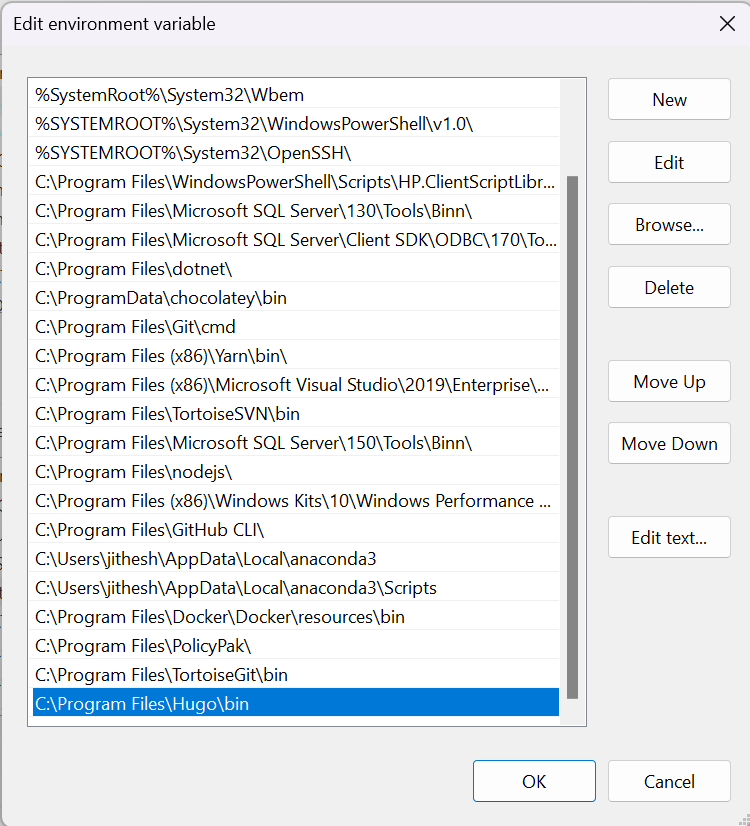 Edit environment variable
%SystemRoot%\System32\Wbem
%SYSTEMROOT%\System32\WindowsPowerShell\v1.0\
%SYSTEMROOT%\System32\OpenSSH\
C:\Program Files\WindowsPowerShell\Scripts\HP.ClientScriptLibr...
C:\Program Files\Microsoft SQL Server\130\Tools\Binn\
C:\Program Files\Microsoft SQL Server\Client SDK\ODBC\170\To...
C:\Program Files\dotnet\
C:\ProgramData\chocolatey\bin
C:\Program Files\Git\cmd
C:\Program Files (x86)\Yarn\bin\
C:\Program Files (x86)\Microsoft Visual Studio\2019\Enterprise\...
C:\Program Files\TortoiseSVN\bin
C:\Program Files\Microsoft SQL Server\150\Tools\Binn\
C:\Program Files\nodejs\
C:\Program Files (x86)\Windows Kits\10\Windows Performance ...
C:\Program Files\GitHub CLI\
C:\Users\jithesh\AppData\Local\anaconda3
C:\Users\jithesh\AppData\Local\anaconda3\Scripts
C:\Program Files\Docker\Docker\resources\bin
C:\Program Files\PolicyPak\
C:\Program Files\TortoiseGit\bin
C:\Program Files\Hugo\bin
New
Edit
Browse...
Delete
Move Up
Move Down
Edit text...
OK
Cancel